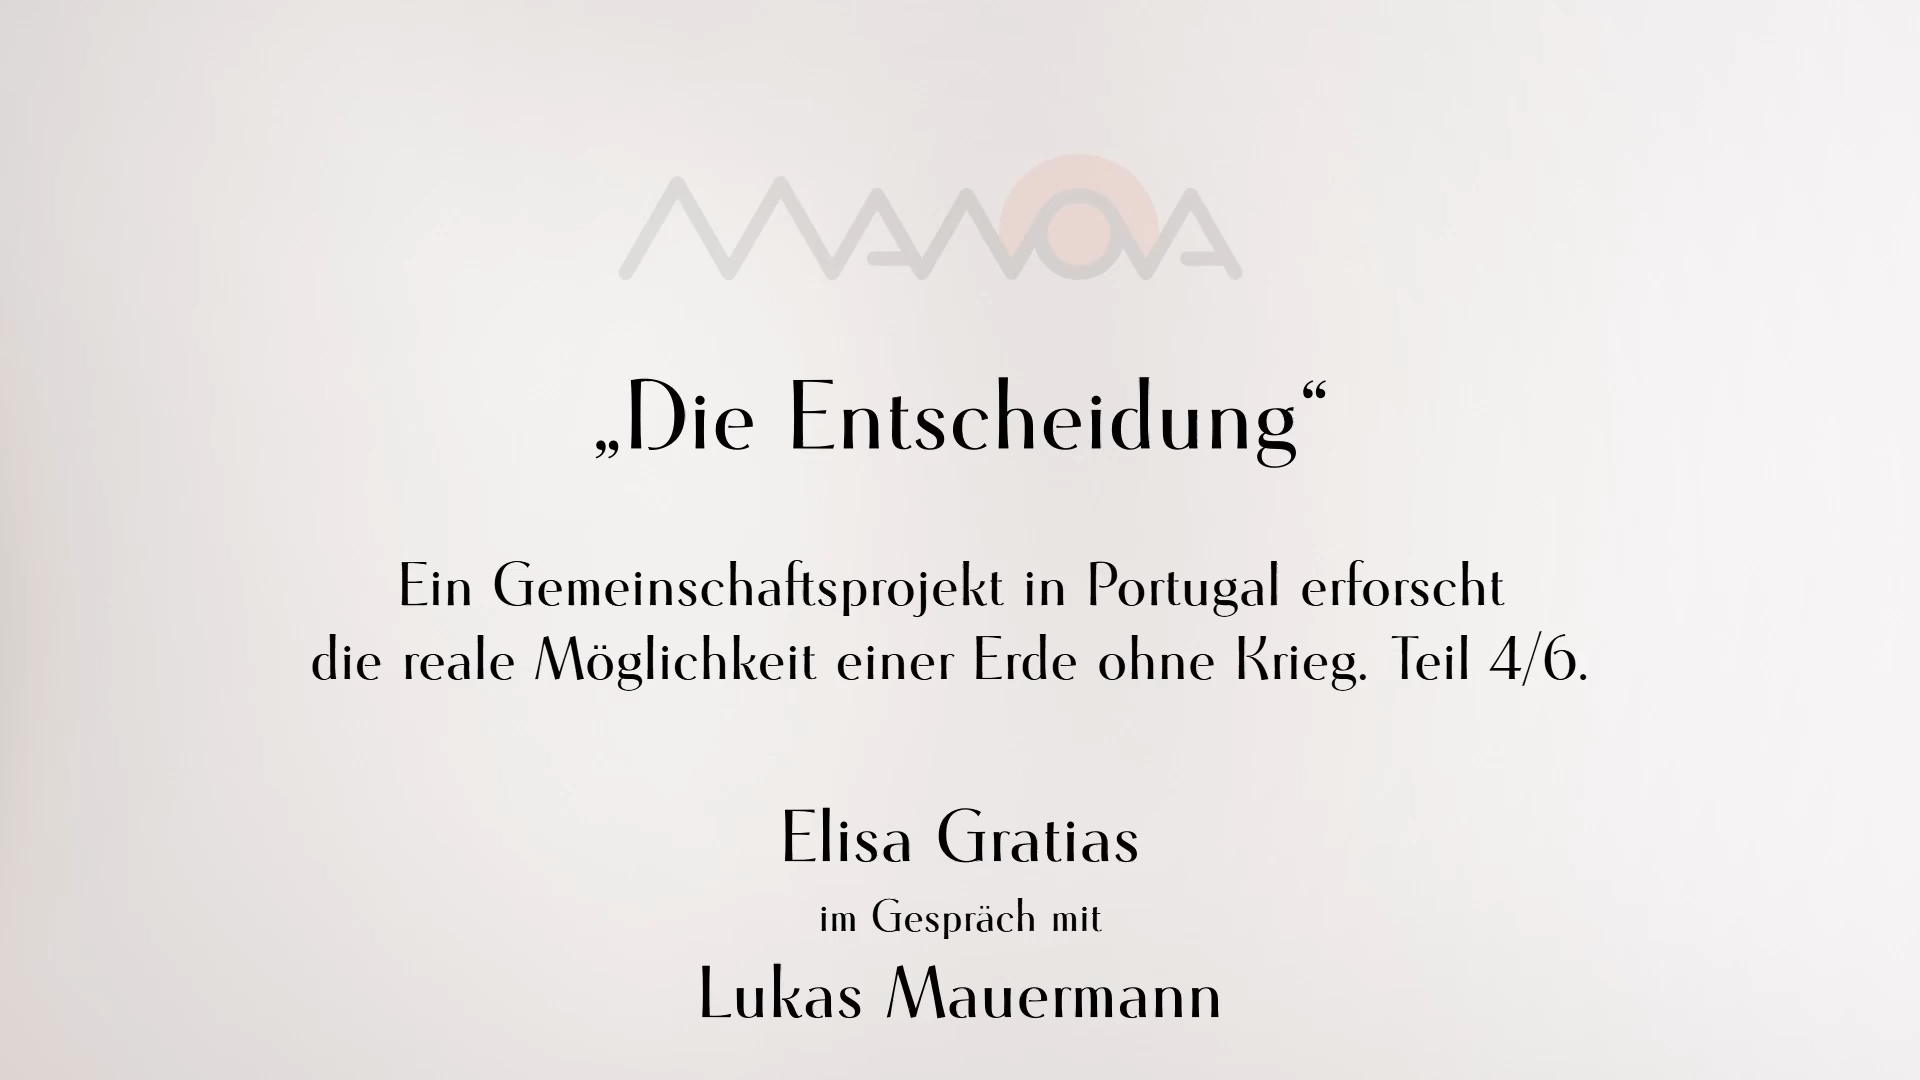 MANOVA
„Die Entscheidung“
Ein Gemeinschaftsprojekt in Portugal erforscht
die reale Möglichkeit einer Erde ohne Krieg. Teil 4/6.
Elisa Gratias
im Gespräch mit
Lukas Mauermann